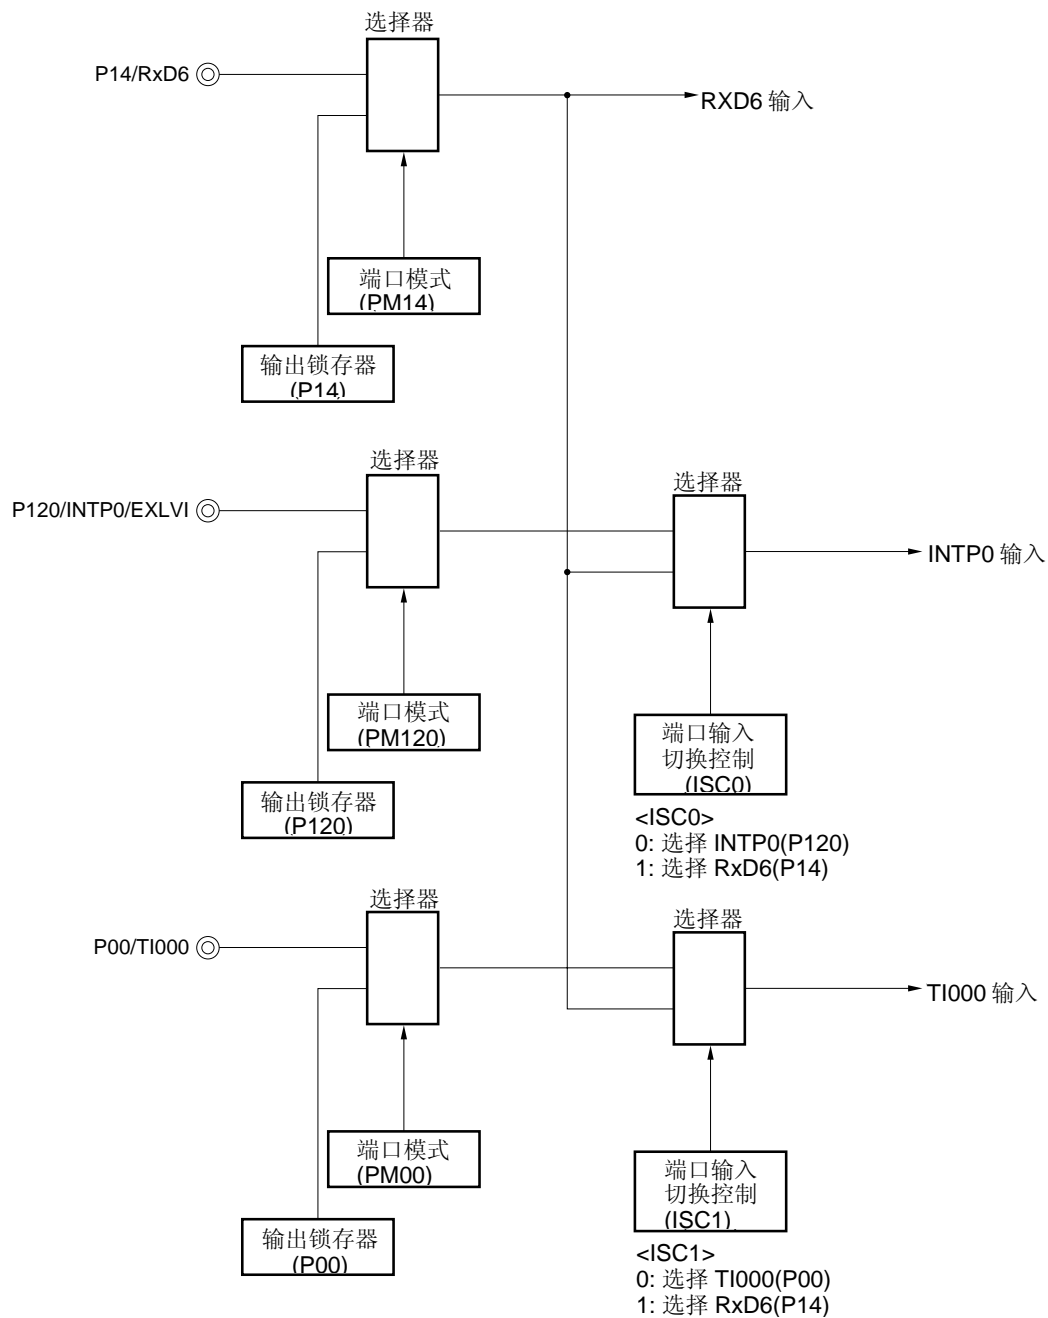 选择器
P14/RxD6
RXD6 输入
端口模式
(PM14)
输出锁存器
(P14)
选择器
选择器
P120/INTP0/EXLVI
INTP0 输入
端口模式
(PM120)
端口输入
切换控制
(ISC0)
输出锁存器
(P120)
<ISC0>
0: 选择 INTP0(P120)
1: 选择 RxD6(P14)
选择器
选择器
P00/TI000
TI000 输入
端口模式
(PM00)
端口输入
切换控制
(ISC1)
输出锁存器
(P00)
<ISC1>
0: 选择 TI000(P00)
1: 选择 RxD6(P14)